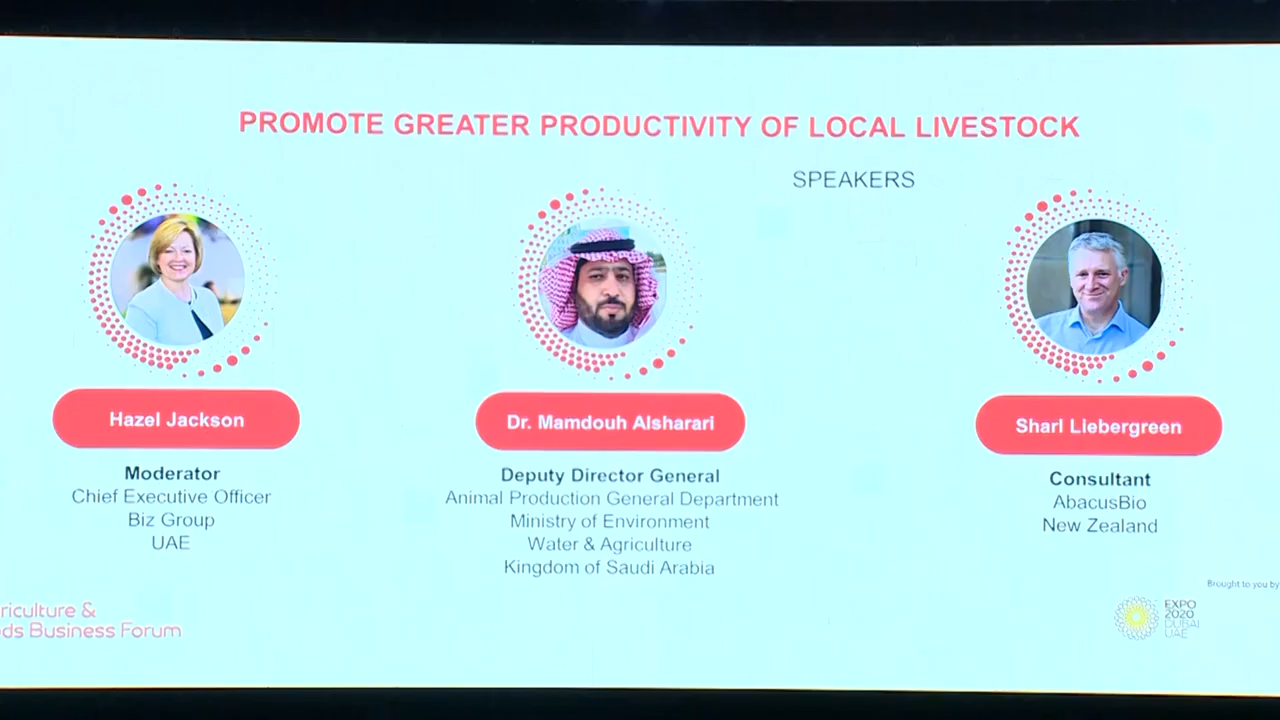 PROMOTE GREATER PRODUCTIVITY OF LOCAL LIVESTOCK
SPEAKERS
Hazel Jackson
Moderator
Chief Executive Officer
Biz Group
UAE
Dr. Mamdouh Alsharari
Deputy Director General
Animal Production General Department
Ministry of Environment
Water & Agriculture
Kingdom of Saudi Arabia
Sharl Liebergreen
Consultant
AbacusBio
New Zealand
riculture &
ds Business Forum
Brought to you by
EXPO
2020
DUBAI
UAE